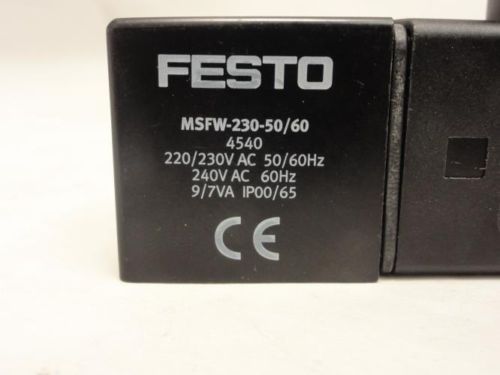 FESTO
MSFW-230-50/60
4540
220/230V AC 50/60Hz
240V AC 60Hz
9/7VA IP00/65
CE